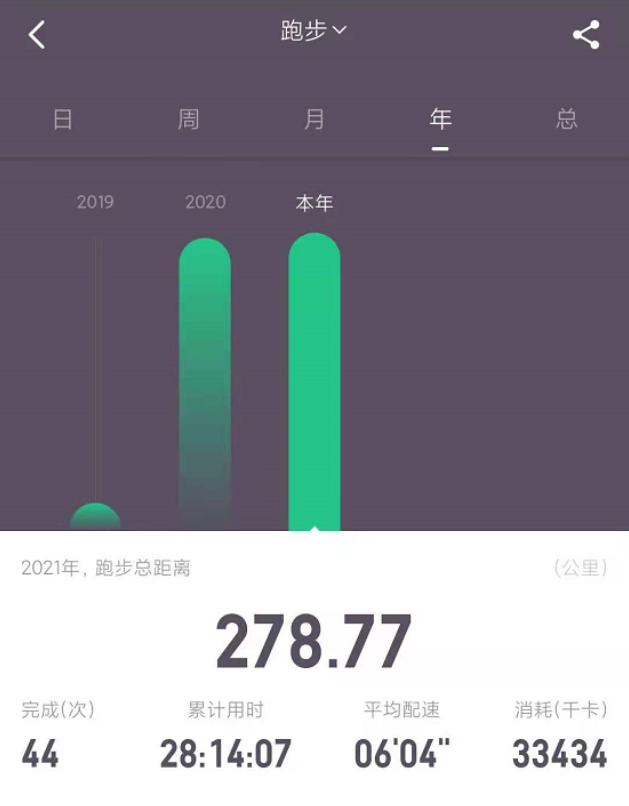 跑步
日 周 月 年 总
2019 2020 本年
2021年, 跑步总距离 (公里)
278.77
完成(次) 累计用时 平均配速 消耗(千卡)
44 28:14:07 06'04" 33434